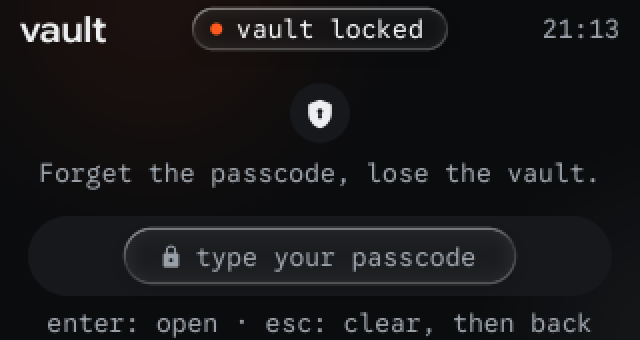 vault
vault locked
21:13
Forget the passcode, lose the vault.
type your passcode
enter: open · esc: clear, then back